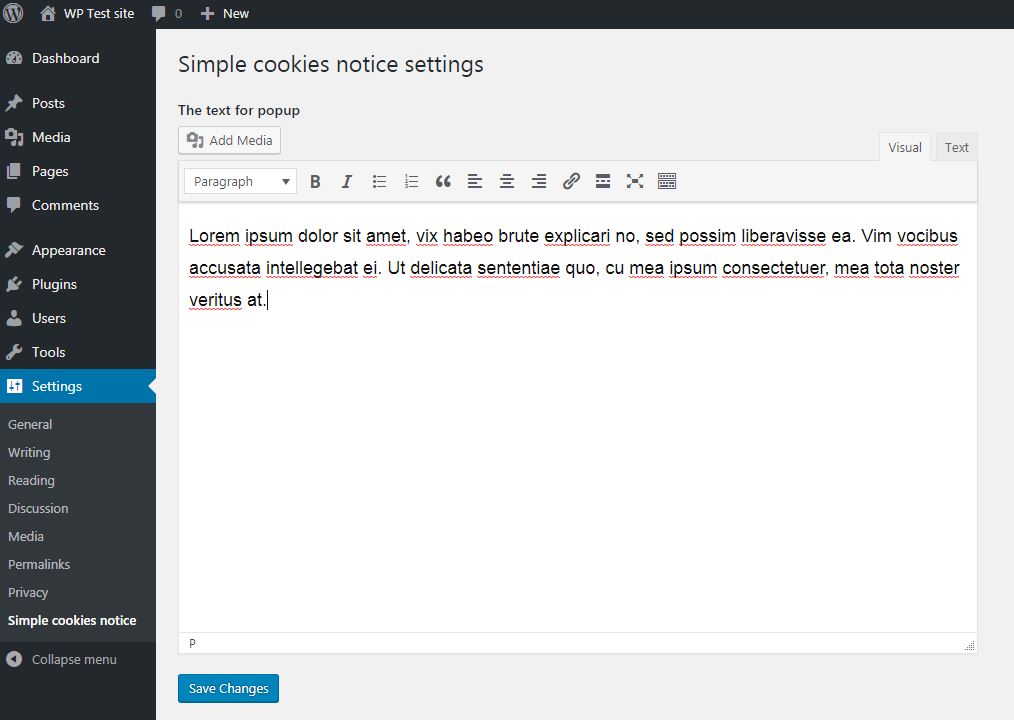 WP Test site 0 New
Dashboard
Posts
Media
Pages
Comments
Appearance
Plugins
Users
Tools
Settings
General
Writing
Reading
Discussion
Media
Permalinks
Privacy
Simple cookies notice
Collapse menu
Simple cookies notice settings
The text for popup
Add Media
Visual Text
Paragraph B I
Lorem ipsum dolor sit amet, vix habeo brute explicari no, sed possim liberavisse ea. Vim vocibus
accusata intellegebat ei. Ut delicata sententiae quo, cu mea ipsum consectetuer, mea tota noster
veritus at.
P
Save Changes